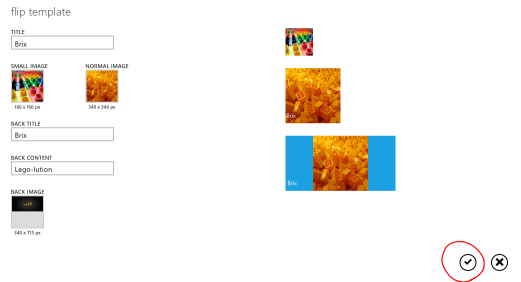 flip template
TITLE
Brix
SMALL IMAGE
NORMAL IMAGE
160 x 160 px
340 x 340 px
BACK TITLE
Brix
BACK CONTENT
Lego-lution
BACK IMAGE
340 x 715 px
Brix
Brix